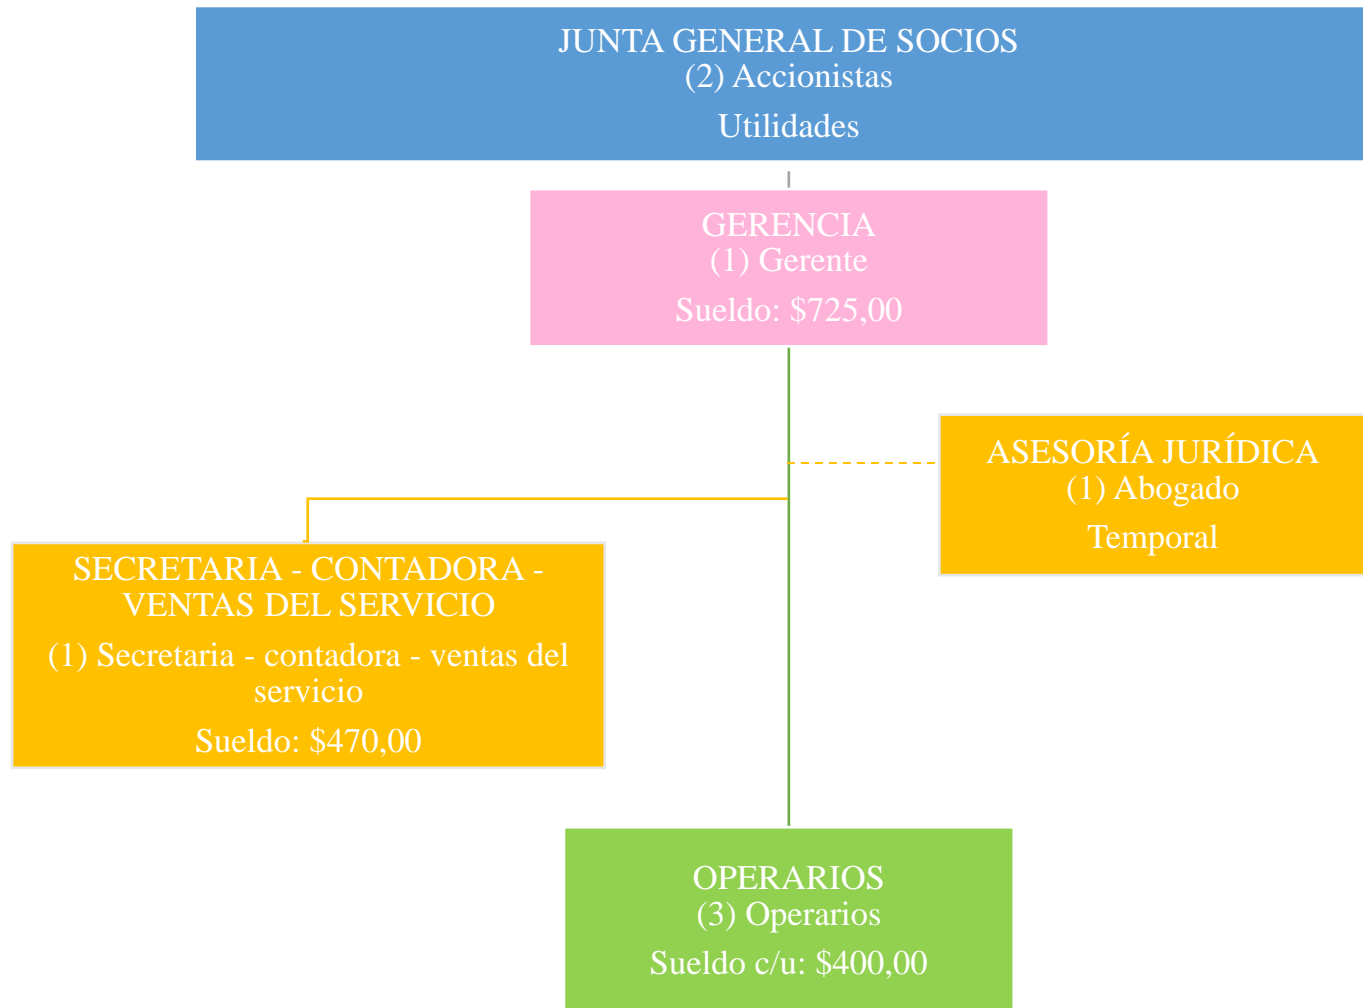 JUNTA GENERAL DE SOCIOS
(2) Accionistas
Utilidades
GERENCIA
(1) Gerente
Sueldo: $725,00
ASESORÍA JURÍDICA
(1) Abogado
Temporal
SECRETARIA - CONTADORA -
VENTAS DEL SERVICIO
(1) Secretaria - contadora - ventas del
servicio
Sueldo: $470,00
OPERARIOS
(3) Operarios
Sueldo c/u: $400,00